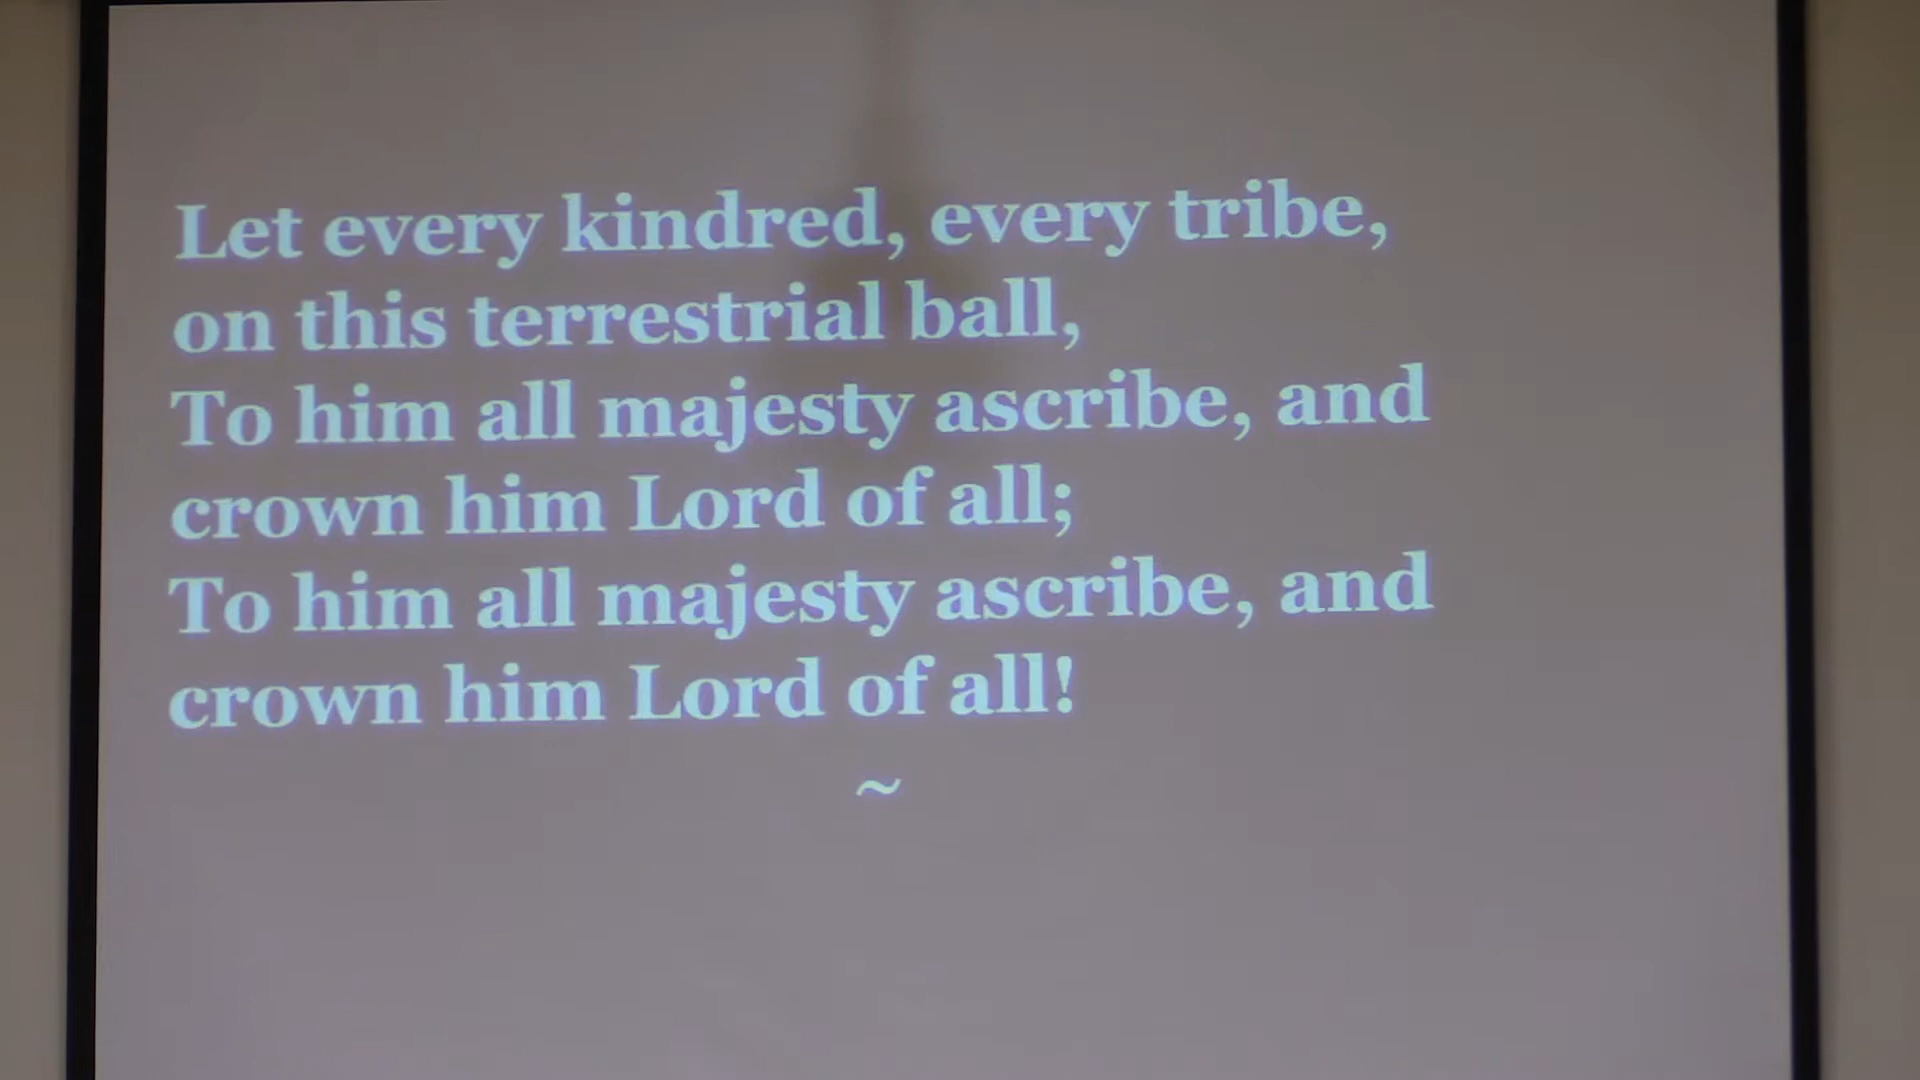 Let every kindred, every tribe,
on this terrestrial ball,
To him all majesty ascribe, and
crown him Lord of all;
To him all majesty ascribe, and
crown him Lord of all!
~